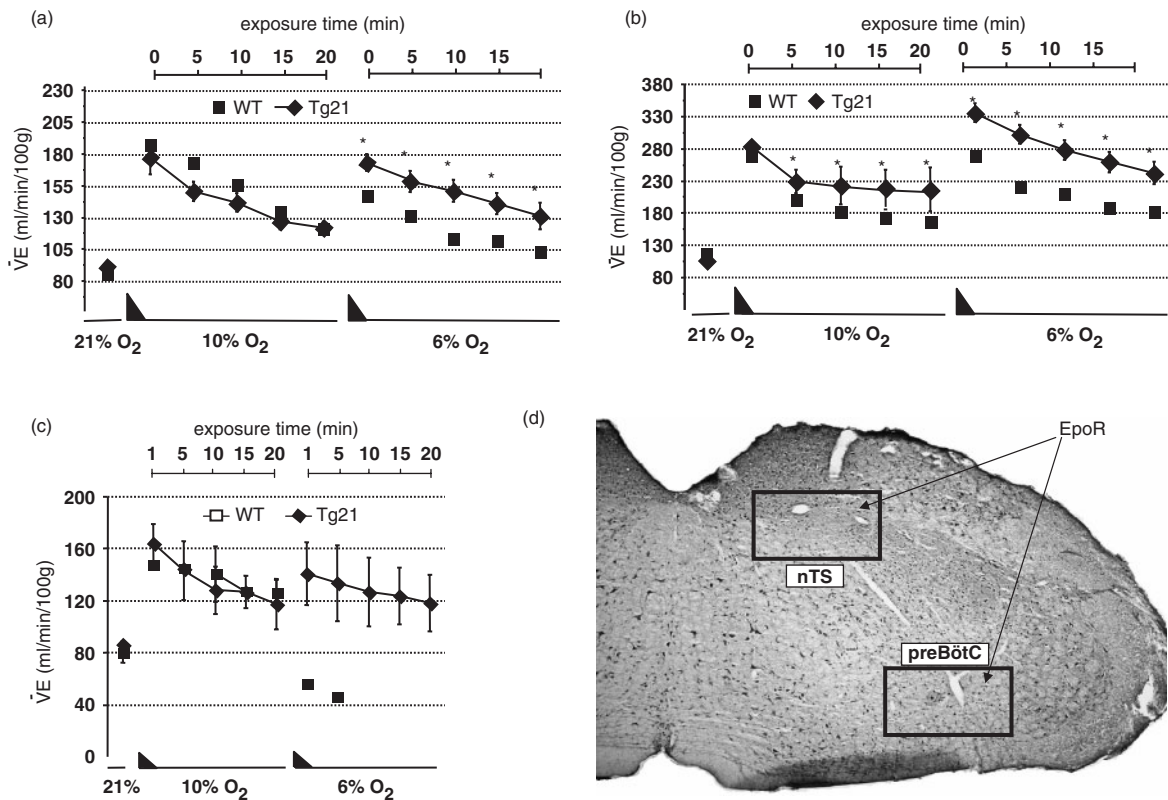 (a)
exposure time (min)
0 5 10 15 20 0 5 10 15
230
205
180
155
130
105
80
V̄E (ml/min/100g)
WT Tg21
* * * * *
21% O₂ 10% O₂ 6% O₂
(b)
exposure time (min)
0 5 10 15 20 0 5 10 15
380
330
280
230
180
130
80
V̄E (ml/min/100g)
WT Tg21
* * * * * * * * *
21% O₂ 10% O₂ 6% O₂
(c)
exposure time (min)
1 5 10 15 20 1 5 10 15 20
200
160
120
80
40
0
V̄E (ml/min/100g)
WT Tg21
21% 10% O₂ 6% O₂
(d)
EpoR
nTS
preBötC